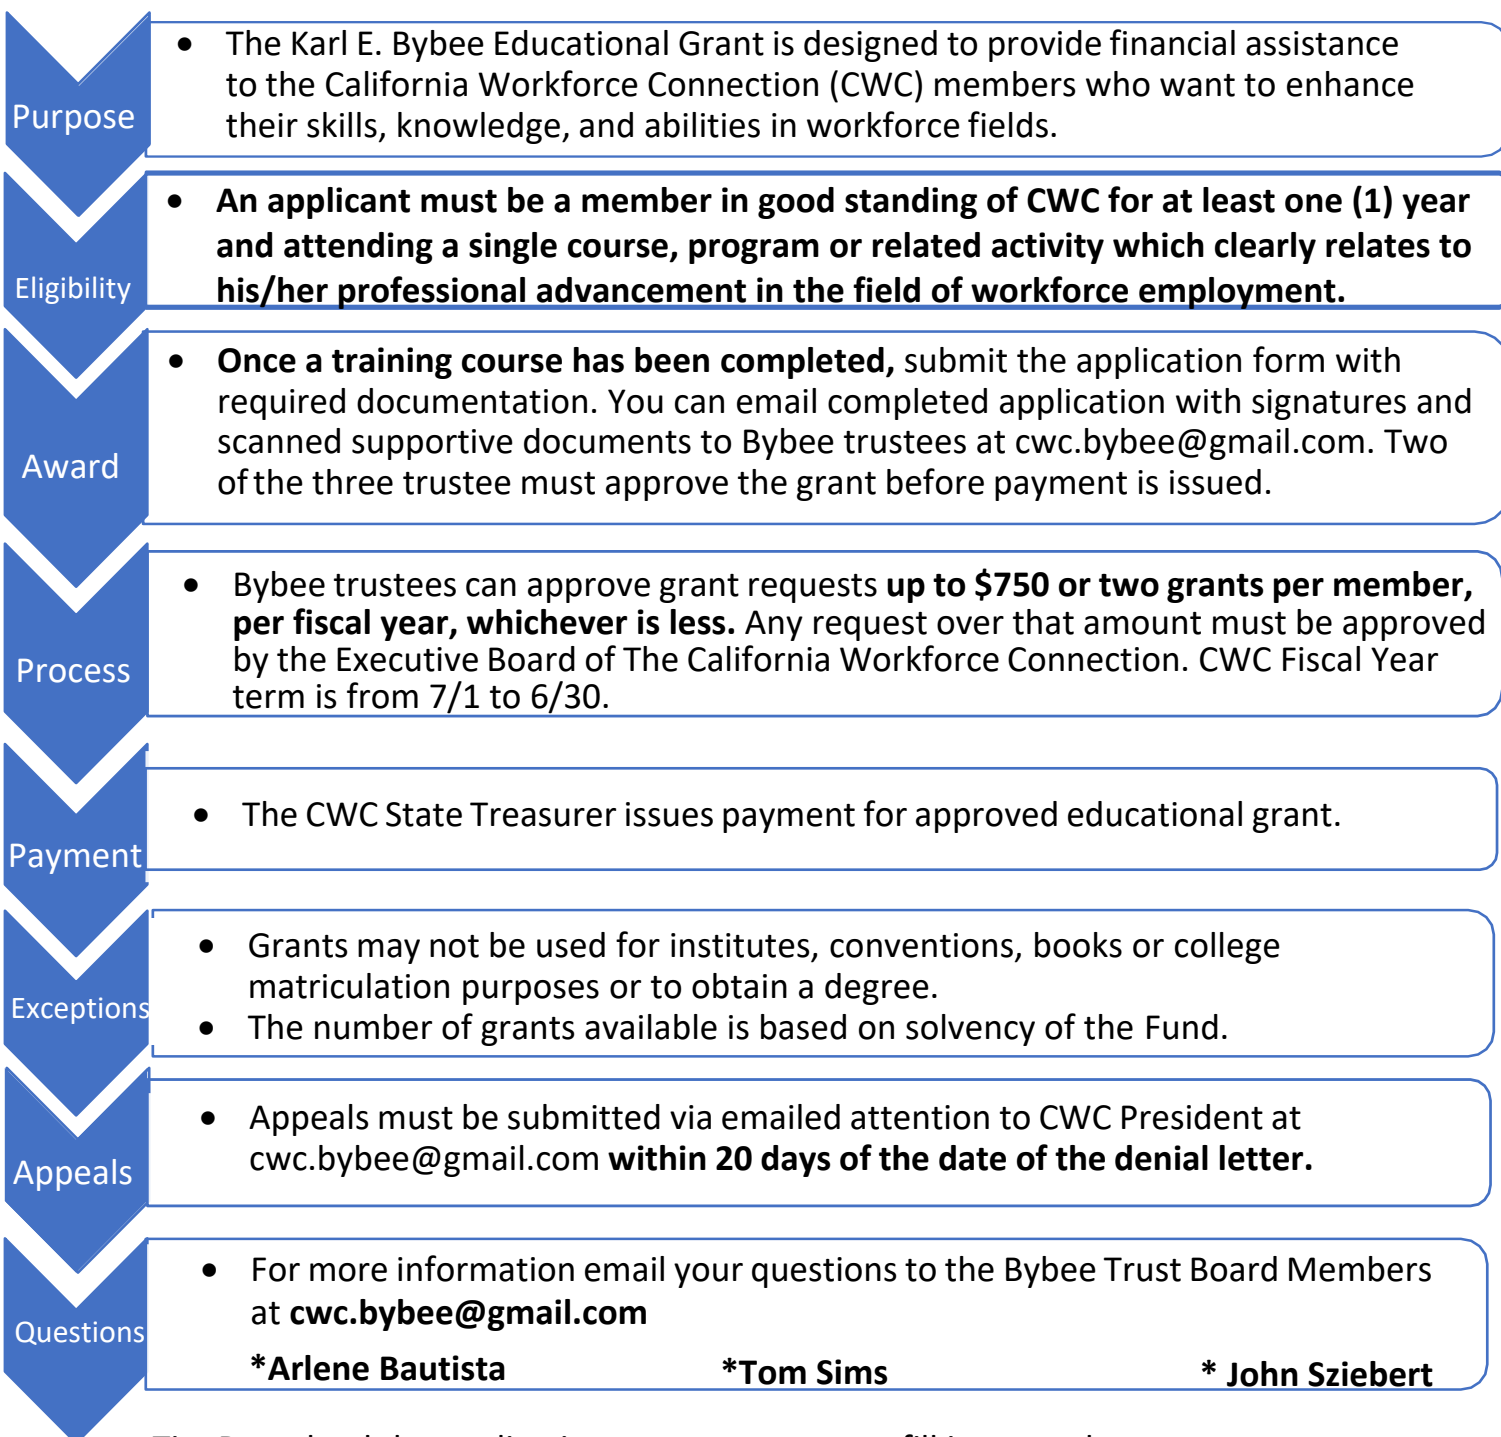 Purpose
• The Karl E. Bybee Educational Grant is designed to provide financial assistance
to the California Workforce Connection (CWC) members who want to enhance
their skills, knowledge, and abilities in workforce fields.
Eligibility
• An applicant must be a member in good standing of CWC for at least one (1) year
and attending a single course, program or related activity which clearly relates to
his/her professional advancement in the field of workforce employment.
Award
• Once a training course has been completed, submit the application form with
required documentation. You can email completed application with signatures and
scanned supportive documents to Bybee trustees at cwc.bybee@gmail.com. Two
of the three trustee must approve the grant before payment is issued.
Process
• Bybee trustees can approve grant requests up to $750 or two grants per member,
per fiscal year, whichever is less. Any request over that amount must be approved
by the Executive Board of The California Workforce Connection. CWC Fiscal Year
term is from 7/1 to 6/30.
Payment
• The CWC State Treasurer issues payment for approved educational grant.
Exceptions
• Grants may not be used for institutes, conventions, books or college
matriculation purposes or to obtain a degree.
• The number of grants available is based on solvency of the Fund.
Appeals
• Appeals must be submitted via emailed attention to CWC President at
cwc.bybee@gmail.com within 20 days of the date of the denial letter.
Questions
• For more information email your questions to the Bybee Trust Board Members
at cwc.bybee@gmail.com
*Arlene Bautista *Tom Sims * John Sziebert